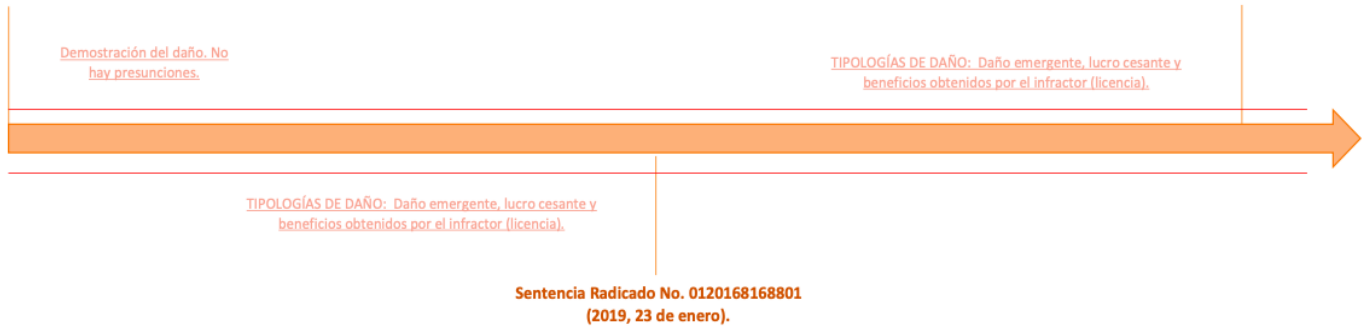 Demostración del daño. No
hay presunciones.
TIPOLOGÍAS DE DAÑO:  Daño emergente, lucro cesante y
beneficios obtenidos por el infractor (licencia).
TIPOLOGÍAS DE DAÑO:  Daño emergente, lucro cesante y
beneficios obtenidos por el infractor (licencia).
Sentencia Radicado No. 0120168168801
(2019, 23 de enero).